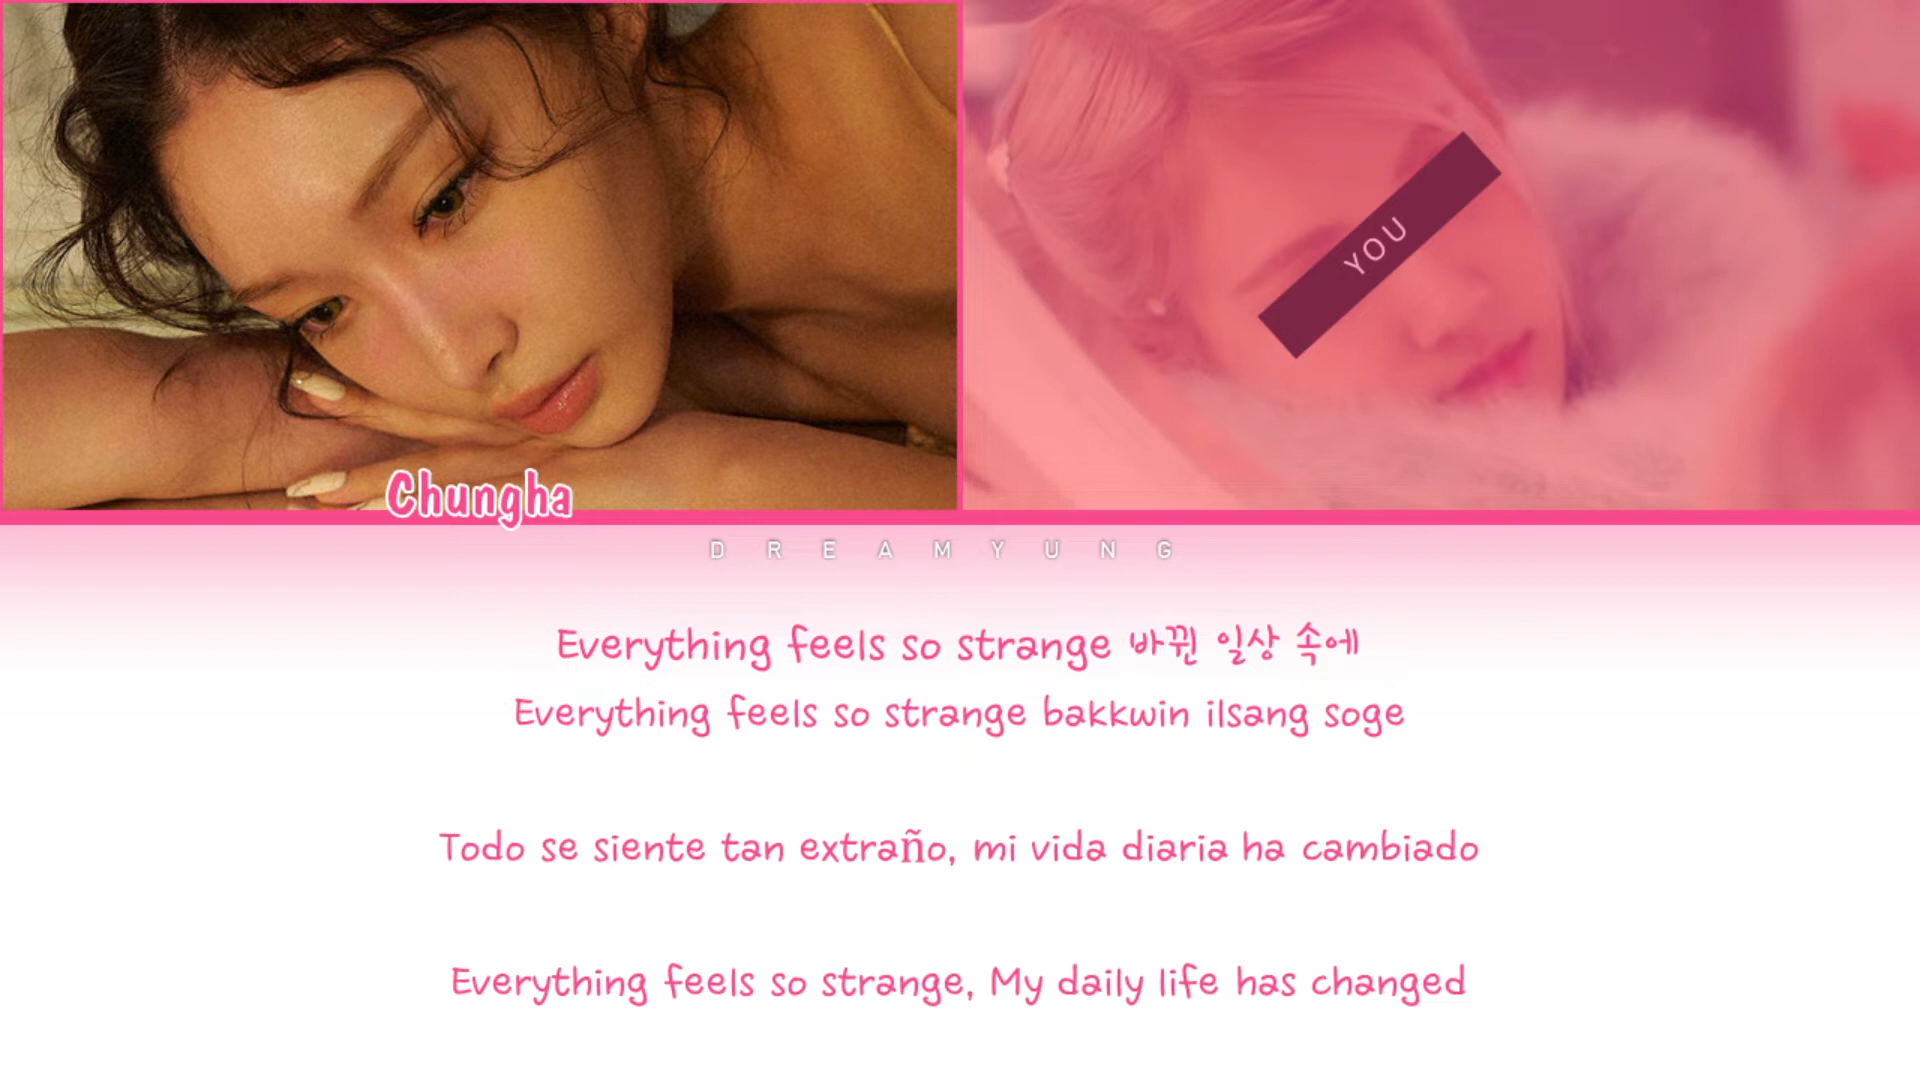 YOU
Chungha
DREAMYUNG
Everything feels so strange 바뀐 일상 속에
Everything feels so strange bakkwin ilsang soge
Todo se siente tan extraño, mi vida diaria ha cambiado
Everything feels so strange, My daily life has changed